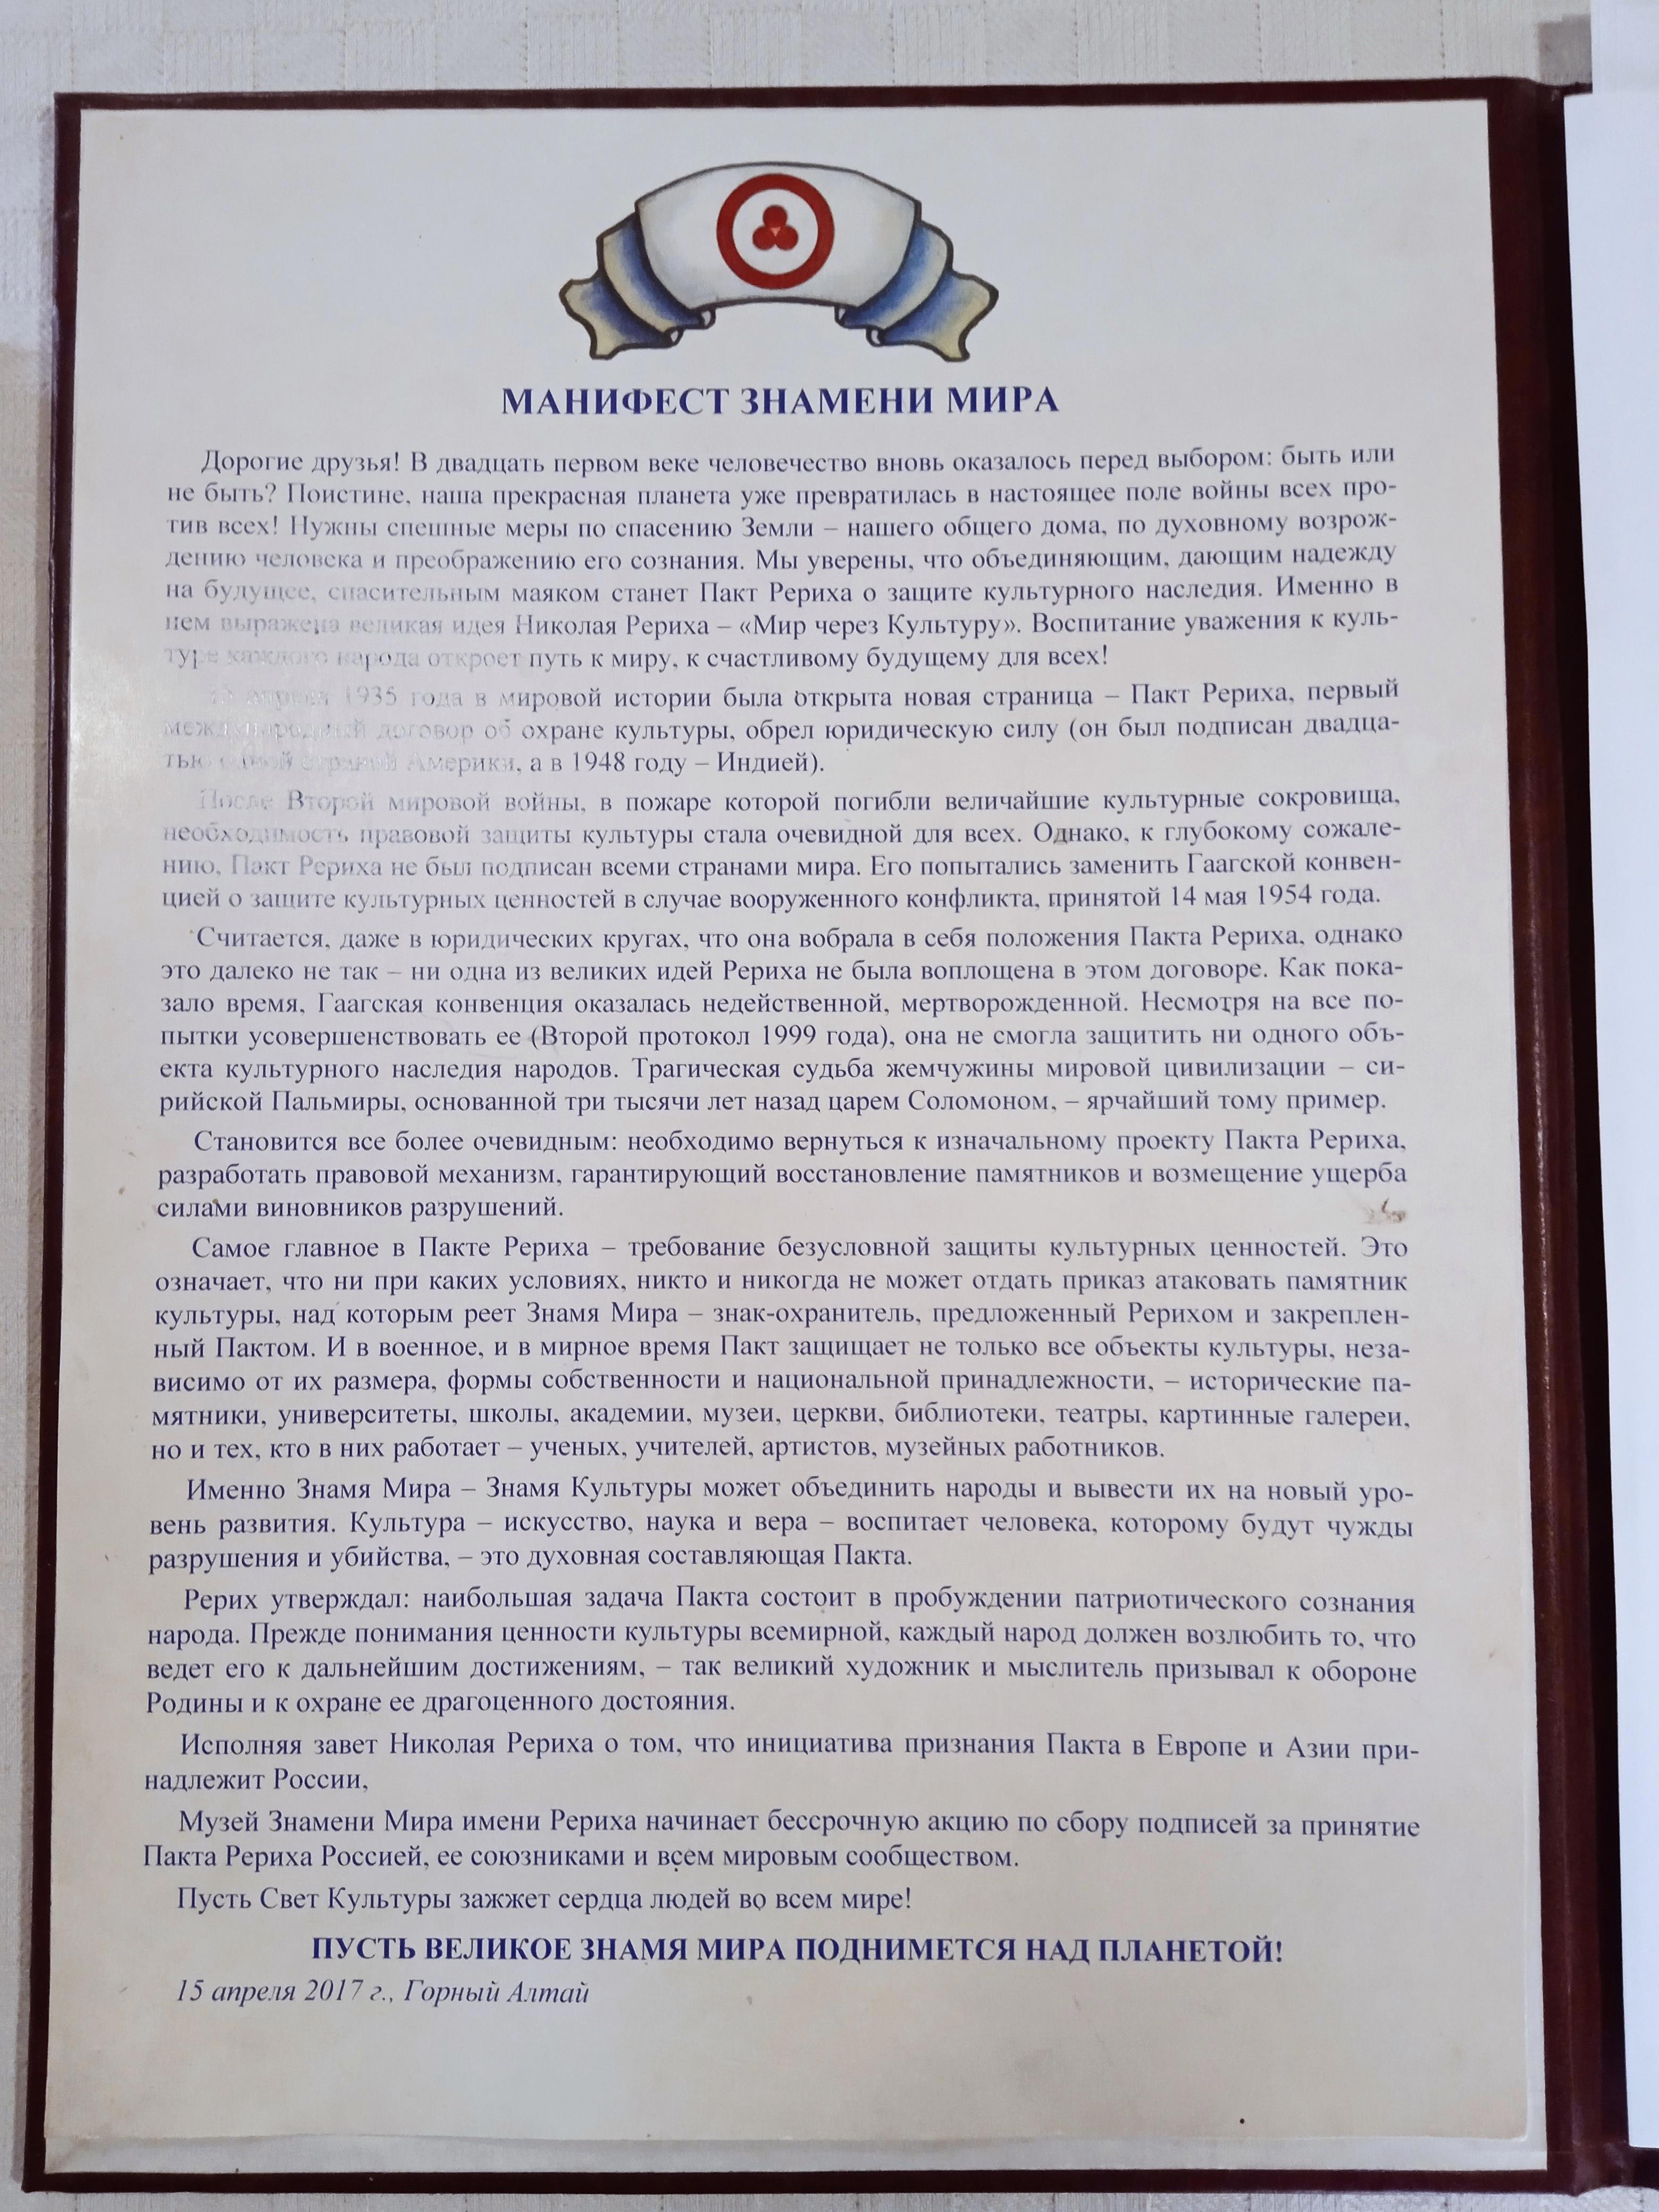 МАНИФЕСТ ЗНАМЕНИ МИРА
Дорогие друзья! В двадцать первом веке человечество вновь оказалось перед выбором: быть или
не быть? Поистине, наша прекрасная планета уже превратилась в настоящее поле войны всех про-
тив всех! Нужны спешные меры по спасению Земли – нашего общего дома, по духовному возрож-
дению человека и преображению его сознания. Мы уверены, что объединяющим, дающим надежду
на будущее, спасительным маяком станет Пакт Рериха о защите культурного наследия. Именно в
нем выражена великая идея Николая Рериха – «Мир через Культуру». Воспитание уважения к куль-
туре каждого народа откроет путь к миру, к счастливому будущему для всех!
15 апреля 1935 года в мировой истории была открыта новая страница – Пакт Рериха, первый
международный договор об охране культуры, обрел юридическую силу (он был подписан двадца-
тью одной страной Америки, а в 1948 году – Индией).
После Второй мировой войны, в пожаре которой погибли величайшие культурные сокровища,
необходимость правовой защиты культуры стала очевидной для всех. Однако, к глубокому сожале-
нию, Пакт Рериха не был подписан всеми странами мира. Его попытались заменить Гаагской конвен-
цией о защите культурных ценностей в случае вооруженного конфликта, принятой 14 мая 1954 года.
Считается, даже в юридических кругах, что она вобрала в себя положения Пакта Рериха, однако
это далеко не так – ни одна из великих идей Рериха не была воплощена в этом договоре. Как пока-
зало время, Гаагская конвенция оказалась недейственной, мертворожденной. Несмотря на все по-
пытки усовершенствовать ее (Второй протокол 1999 года), она не смогла защитить ни одного объ-
екта культурного наследия народов. Трагическая судьба жемчужины мировой цивилизации – си-
рийской Пальмиры, основанной три тысячи лет назад царем Соломоном, – ярчайший тому пример.
Становится все более очевидным: необходимо вернуться к изначальному проекту Пакта Рериха,
разработать правовой механизм, гарантирующий восстановление памятников и возмещение ущерба
силами виновников разрушений.
Самое главное в Пакте Рериха – требование безусловной защиты культурных ценностей. Это
означает, что ни при каких условиях, никто и никогда не может отдать приказ атаковать памятник
культуры, над которым реет Знамя Мира – знак-охранитель, предложенный Рерихом и закреплен-
ный Пактом. И в военное, и в мирное время Пакт защищает не только все объекты культуры, неза-
висимо от их размера, формы собственности и национальной принадлежности, – исторические па-
мятники, университеты, школы, академии, музеи, церкви, библиотеки, театры, картинные галереи,
но и тех, кто в них работает – ученых, учителей, артистов, музейных работников.
Именно Знамя Мира – Знамя Культуры может объединить народы и вывести их на новый уро-
вень развития. Культура – искусство, наука и вера – воспитает человека, которому будут чужды
разрушения и убийства, – это духовная составляющая Пакта.
Рерих утверждал: наибольшая задача Пакта состоит в пробуждении патриотического сознания
народа. Прежде понимания ценности культуры всемирной, каждый народ должен возлюбить то, что
ведет его к дальнейшим достижениям, – так великий художник и мыслитель призывал к обороне
Родины и к охране ее драгоценного достояния.
Исполняя завет Николая Рериха о том, что инициатива признания Пакта в Европе и Азии при-
надлежит России,
Музей Знамени Мира имени Рериха начинает бессрочную акцию по сбору подписей за принятие
Пакта Рериха Россией, ее союзниками и всем мировым сообществом.
Пусть Свет Культуры зажжет сердца людей во всем мире!
ПУСТЬ ВЕЛИКОЕ ЗНАМЯ МИРА ПОДНИМЕТСЯ НАД ПЛАНЕТОЙ!
15 апреля 2017 г., Горный Алтай